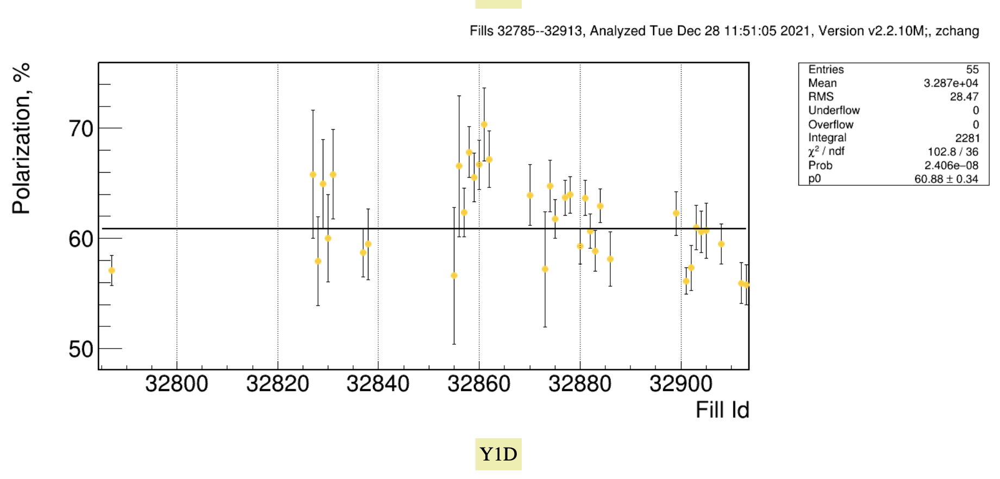 Fills 32785--32913, Analyzed Tue Dec 28 11:51:05 2021, Version v2.2.10M;, zchang
Polarization, %
70
60
50
32800 32820 32840 32860 32880 32900
Fill Id
Entries 55
Mean 3.287e+04
RMS 28.47
Underflow 0
Overflow 0
Integral 2281
χ² / ndf 102.8 / 36
Prob 2.406e−08
p0 60.88 ± 0.34
Y1D